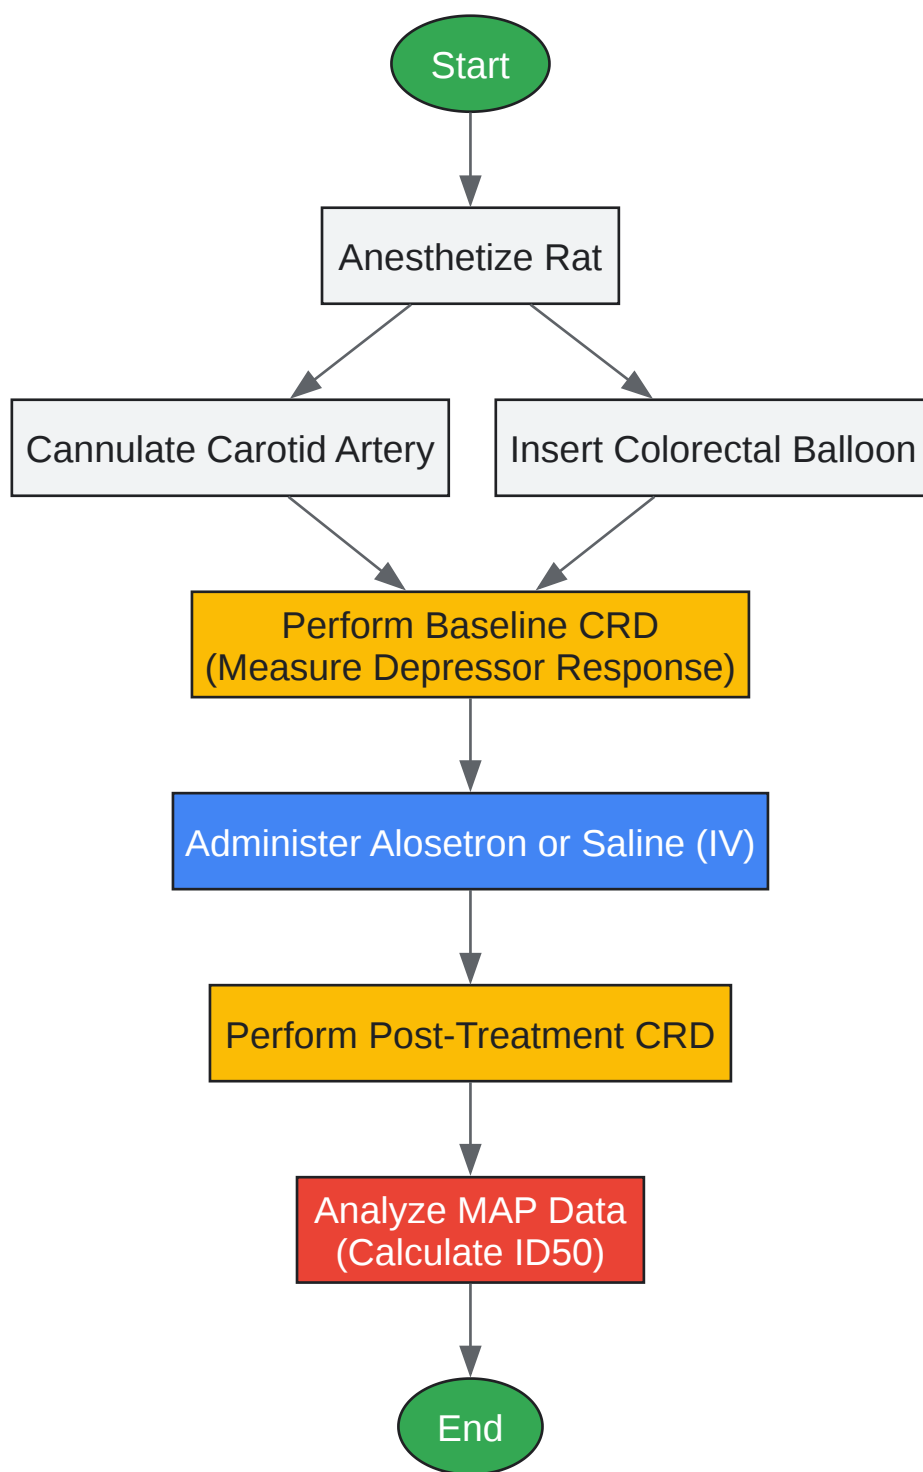 Start
Anesthetize Rat
Cannulate Carotid Artery
Insert Colorectal Balloon
Perform Baseline CRD
(Measure Depressor Response)
Administer Alosetron or Saline (IV)
Perform Post-Treatment CRD
Analyze MAP Data
(Calculate ID50)
End